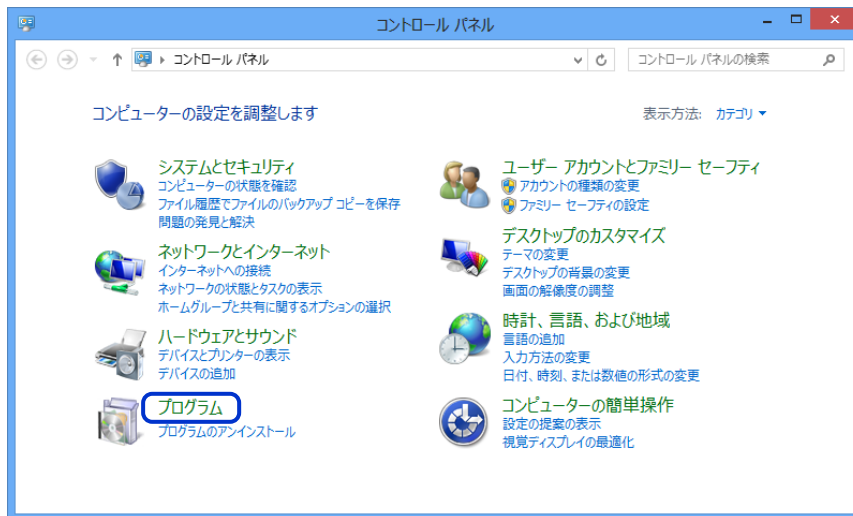 コントロール パネル
コントロール パネル
コントロール パネルの検索
コンピューターの設定を調整します
表示方法: カテゴリ
システムとセキュリティ
コンピューターの状態を確認
ファイル履歴でファイルのバックアップ コピーを保存
問題の発見と解決
ネットワークとインターネット
インターネットへの接続
ネットワークの状態とタスクの表示
ホームグループと共有に関するオプションの選択
ハードウェアとサウンド
デバイスとプリンターの表示
デバイスの追加
プログラム
プログラムのアンインストール
ユーザー アカウントとファミリー セーフティ
アカウントの種類の変更
ファミリー セーフティの設定
デスクトップのカスタマイズ
テーマの変更
デスクトップの背景の変更
画面の解像度の調整
時計、言語、および地域
言語の追加
入力方法の変更
日付、時刻、または数値の形式の変更
コンピューターの簡単操作
設定の提案の表示
視覚ディスプレイの最適化